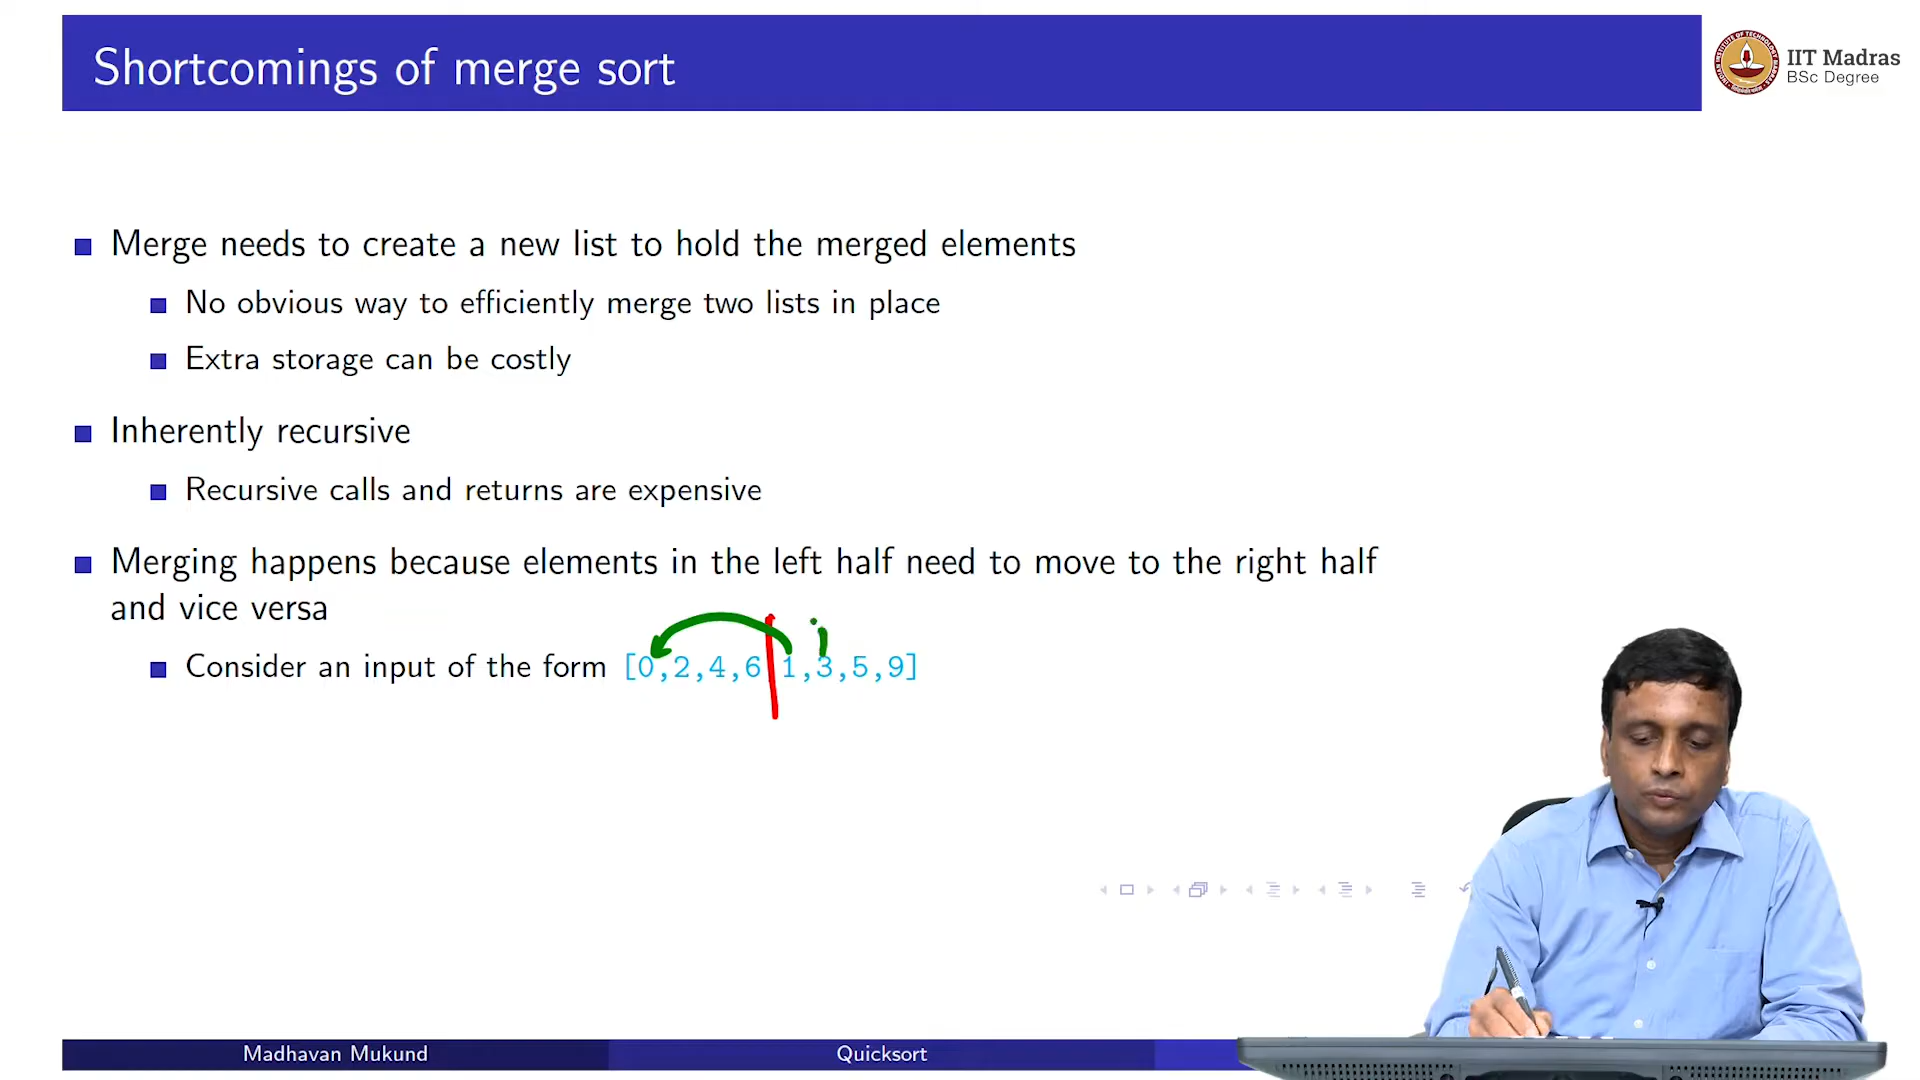 Shortcomings of merge sort
IIT Madras
BSc Degree
Merge needs to create a new list to hold the merged elements
No obvious way to efficiently merge two lists in place
Extra storage can be costly
Inherently recursive
Recursive calls and returns are expensive
Merging happens because elements in the left half need to move to the right half
and vice versa
Consider an input of the form [0,2,4,6 1,3,5,9]
Madhavan Mukund
Quicksort